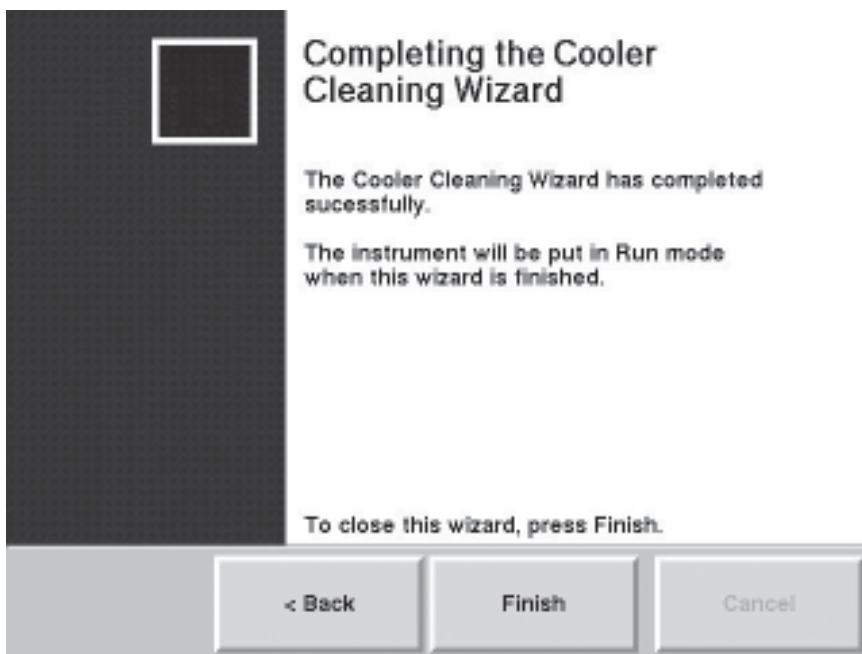 Completing the Cooler
Cleaning Wizard
The Cooler Cleaning Wizard has completed
sucessfully.
The instrument will be put in Run mode
when this wizard is finished.
To close this wizard, press Finish.
< Back
Finish
Cancel